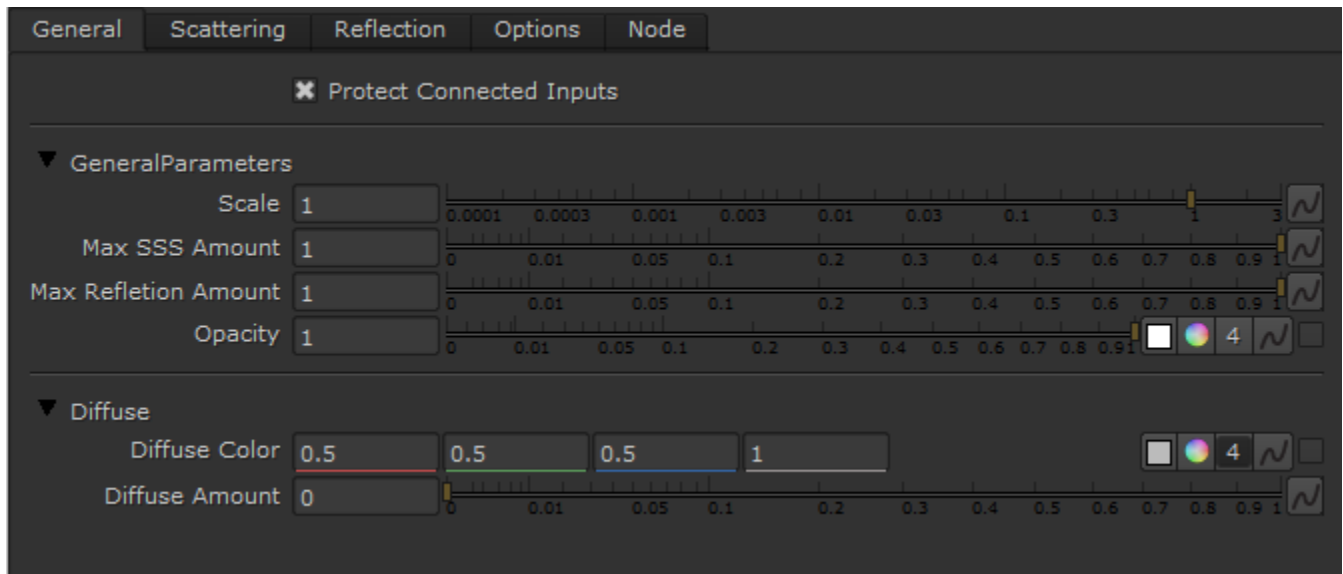 General Scattering Reflection Options Node
Protect Connected Inputs
GeneralParameters
Scale 1 0.0001 0.0003 0.001 0.003 0.01 0.03 0.1 0.3 1 3
Max SSS Amount 1 0 0.01 0.05 0.1 0.2 0.3 0.4 0.5 0.6 0.7 0.8 0.9 1
Max Refletion Amount 1 0 0.01 0.05 0.1 0.2 0.3 0.4 0.5 0.6 0.7 0.8 0.9 1
Opacity 1 0 0.01 0.05 0.1 0.2 0.3 0.4 0.5 0.6 0.7 0.8 0.9 1 4
Diffuse
Diffuse Color 0.5 0.5 0.5 1 4
Diffuse Amount 0 0 0.01 0.05 0.1 0.2 0.3 0.4 0.5 0.6 0.7 0.8 0.9 1